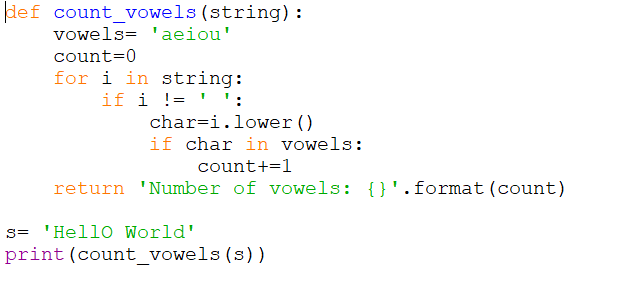 def count_vowels(string):
    vowels= 'aeiou'
    count=0
    for i in string:
        if i != ' ':
            char=i.lower()
            if char in vowels:
                count+=1
    return 'Number of vowels: {}'.format(count)

s= 'HellO World'
print(count_vowels(s))